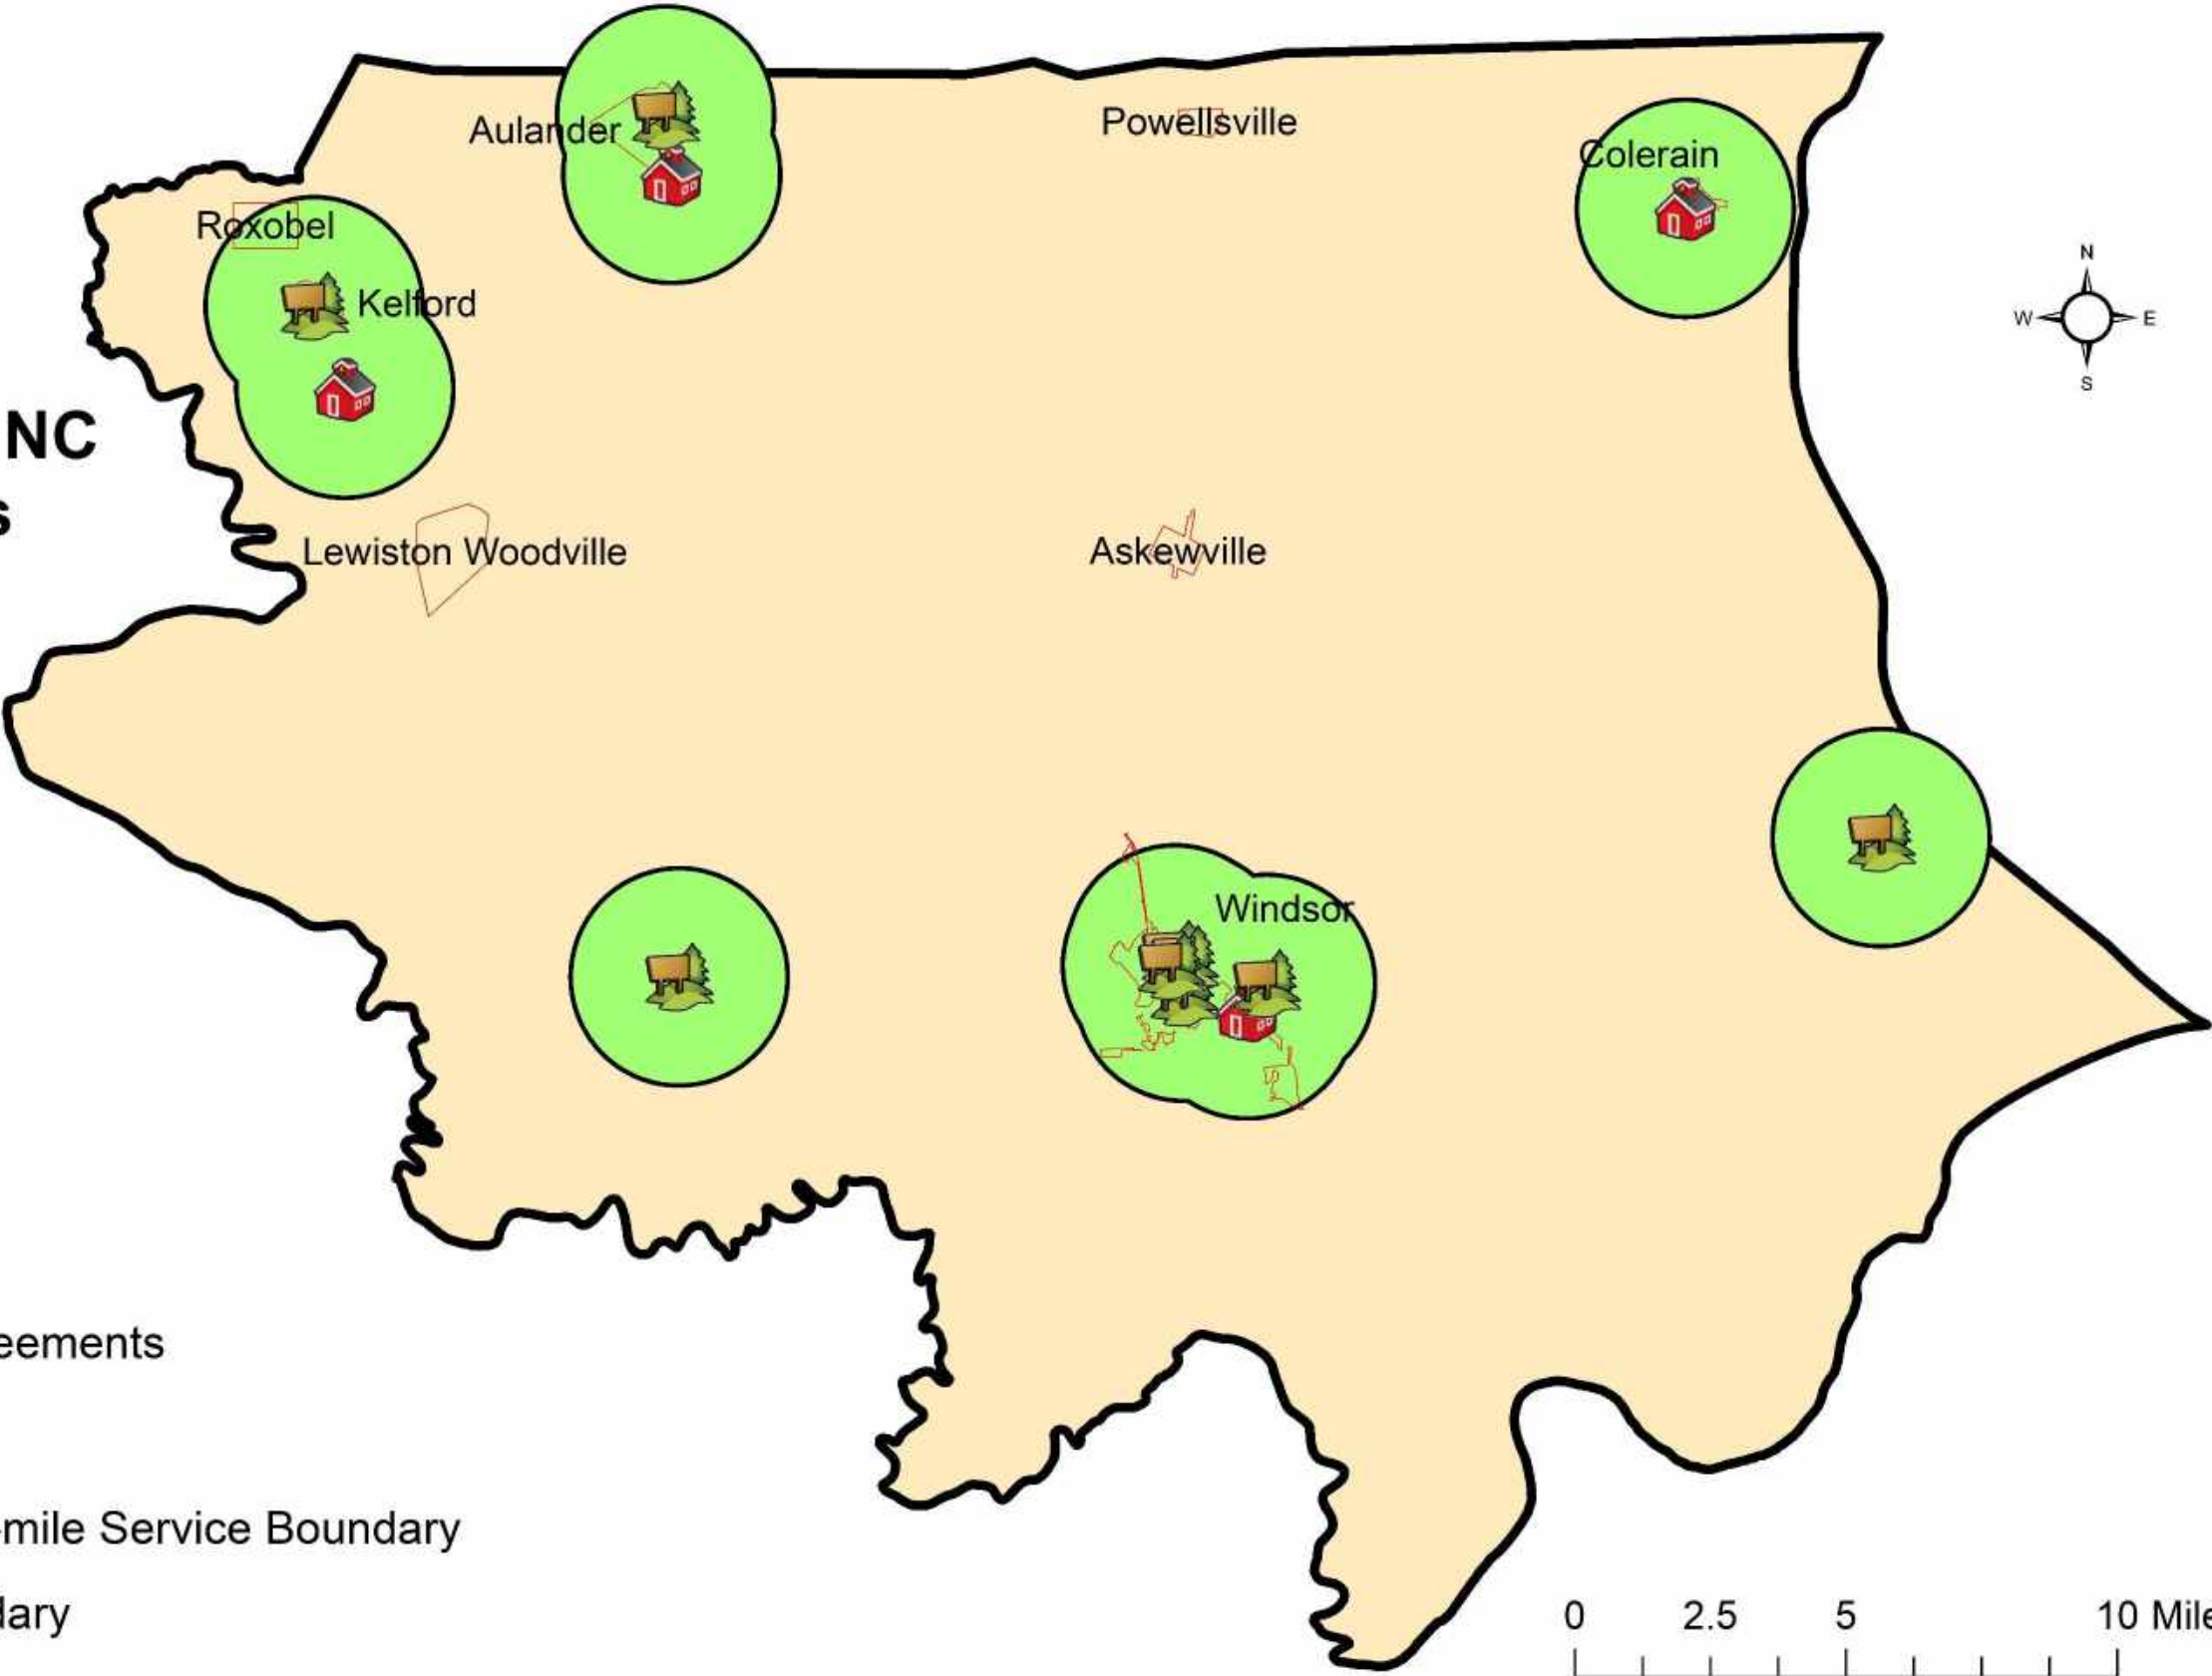 Aulander
Powellsville
Colerain
Roxobel
N
Kelford
W
E
S
NC
s
Lewiston Woodville
Askewville
Windsor
eements
-mile Service Boundary
dary
0 2.5 5 10 Mile